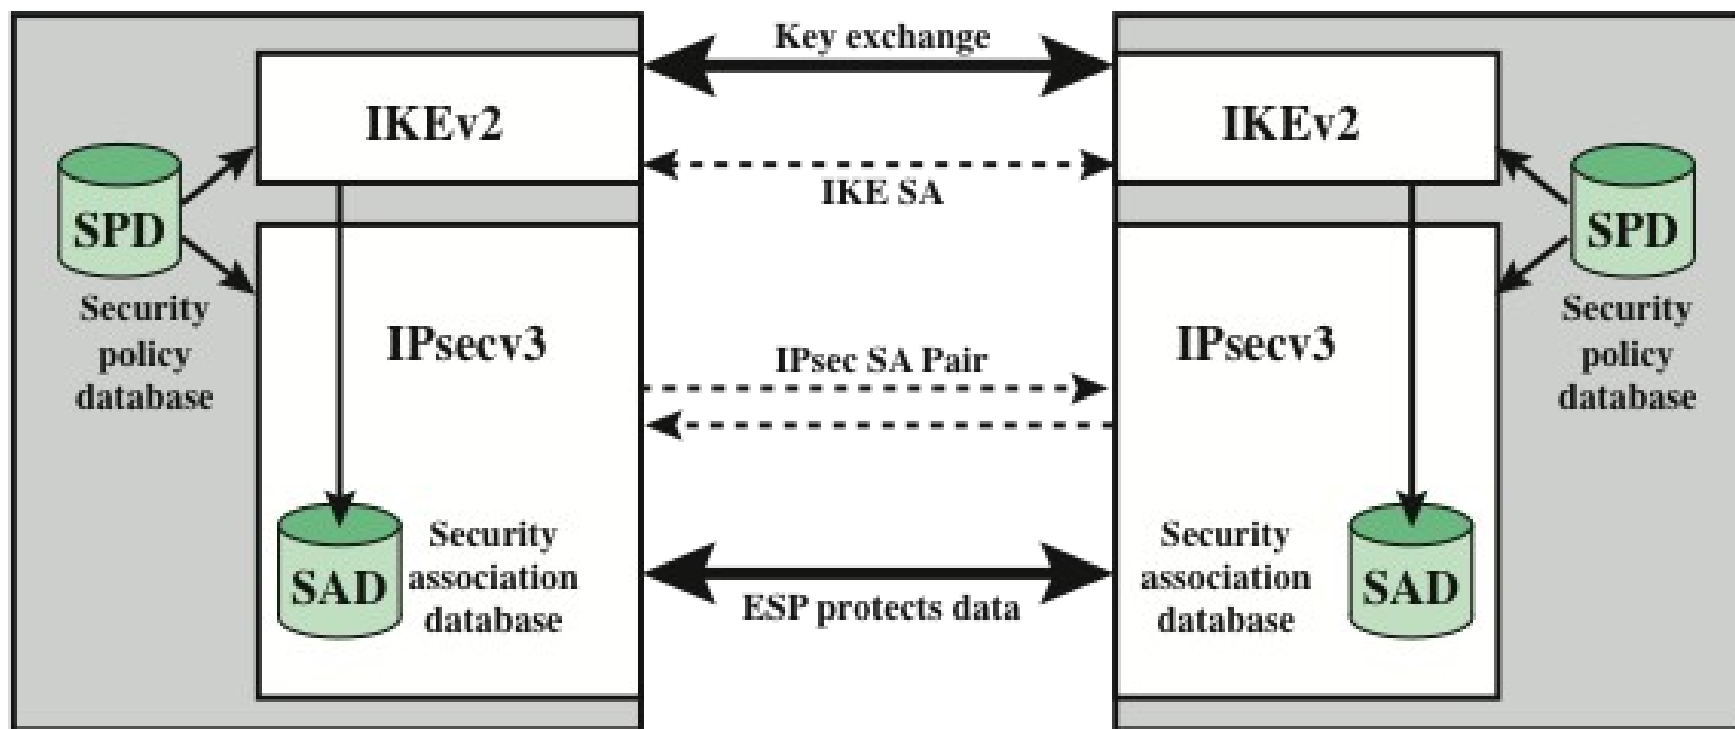 Key exchange
IKEv2
IKEv2
IKE SA
SPD
SPD
Security
policy
database
Security
policy
database
IPsecv3
IPsecv3
IPsec SA Pair
SAD
Security
association
database
Security
association
database
SAD
ESP protects data